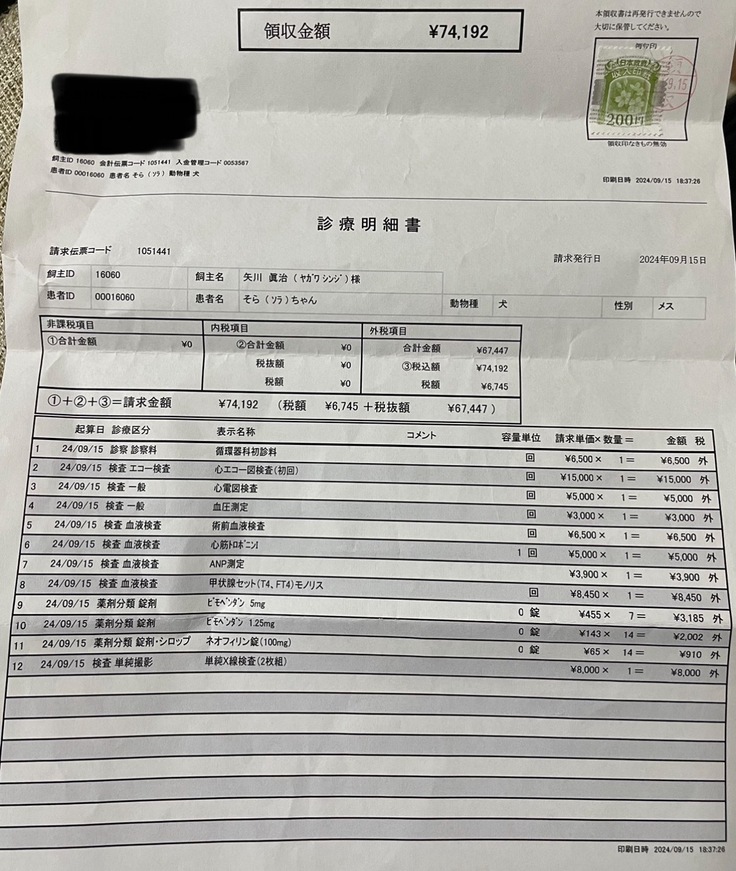 領収金額 ¥74,192
本領収書は再発行できませんので
大切に保管してください。
日本政府
収入印紙
200円
9.15
領収印なきもの無効
飼主ID 16060 会計伝票コード 1051441 入金管理コード 0053567
患者ID 00016060 患者名 そら (ソラ) 動物種 犬
印刷日時 2024/09/15 18:37:26
診療明細書
請求伝票コード 1051441
請求発行日 2024年09月15日
飼主ID 16060 飼主名 矢川 眞治 (ヤガワ シンジ) 様
患者ID 00016060 患者名 そら (ソラ) ちゃん 動物種 犬 性別 メス
非課税項目 内税項目 外税項目
①合計金額 ¥0 ②合計金額 ¥0 合計金額 ¥67,447
税抜額 ¥0 ③税込額 ¥74,192
税額 ¥0 税額 ¥6,745
①+②+③=請求金額 ¥74,192 (税額 ¥6,745 +税抜額 ¥67,447 )
起算日 診療区分 表示名称 コメント 容量単位 請求単価× 数量 = 金額 税
1 24/09/15 診察 診察料 循環器科初診料 回 ¥6,500 × 1 = ¥6,500 外
2 24/09/15 検査 エコー検査 心エコー図検査(初回) 回 ¥15,000 × 1 = ¥15,000 外
3 24/09/15 検査 一般 心電図検査 回 ¥5,000 × 1 = ¥5,000 外
4 24/09/15 検査 一般 血圧測定 回 ¥3,000 × 1 = ¥3,000 外
5 24/09/15 検査 血液検査 術前血液検査 回 ¥6,500 × 1 = ¥6,500 外
6 24/09/15 検査 血液検査 心筋ﾄﾛﾎﾟﾆﾝI 1 回 ¥5,000 × 1 = ¥5,000 外
7 24/09/15 検査 血液検査 ANP測定 ¥3,900 × 1 = ¥3,900 外
8 24/09/15 検査 血液検査 甲状腺セット(T4、FT4)モノリス 回 ¥8,450 × 1 = ¥8,450 外
9 24/09/15 薬剤分類 錠剤 ﾋﾟﾓﾍﾞﾝﾀﾞﾝ 5mg 0 錠 ¥455 × 7 = ¥3,185 外
10 24/09/15 薬剤分類 錠剤 ﾋﾟﾓﾍﾞﾝﾀﾞﾝ 1.25mg 0 錠 ¥143 × 14 = ¥2,002 外
11 24/09/15 薬剤分類 錠剤・シロップ ネオフィリン錠(100mg) 0 錠 ¥65 × 14 = ¥910 外
12 24/09/15 検査 単純撮影 単純X線検査(2枚組) ¥8,000 × 1 = ¥8,000 外
印刷日時 2024/09/15 18:37:26